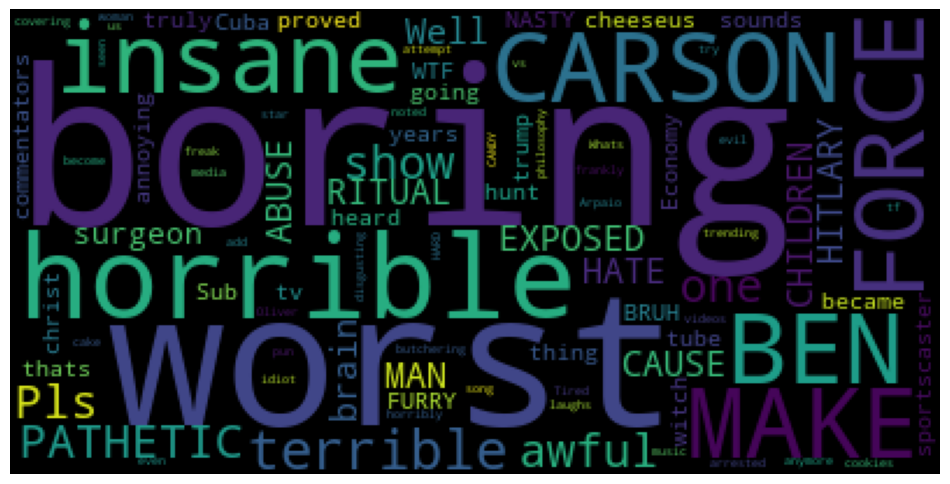 covering
woman
us
truly
Cuba
proved
NASTY
cheeseus
sounds
insane
Well
attempt
WTF
going
vs
CARSON
try
FORCE
commentators
annoying
seen
boring
star
noted
years
CANDY
philosophy
trump
Whats
Economy
evil
become
freak
media
ABUSE
show
RITUAL
heard
hunt
frankly
Arpaio
CHILDREN
HITLARY
tf
surgeon
EXPOSED
trending
horrible
add
disgusting
HARD
HATE
one
christ
Sub
tv
became
cake
Oliver
BRUH
videos
Worst
pun
brain
butchering
thing
tube
BEN
sportscaster
thats
idiot
MAN
FURRY
song
Tired
CAUSE
Pls
horribly
laughs
switch
MAKE
PATHETIC
even
terrible
awful
music
arrested
anymore
cookies